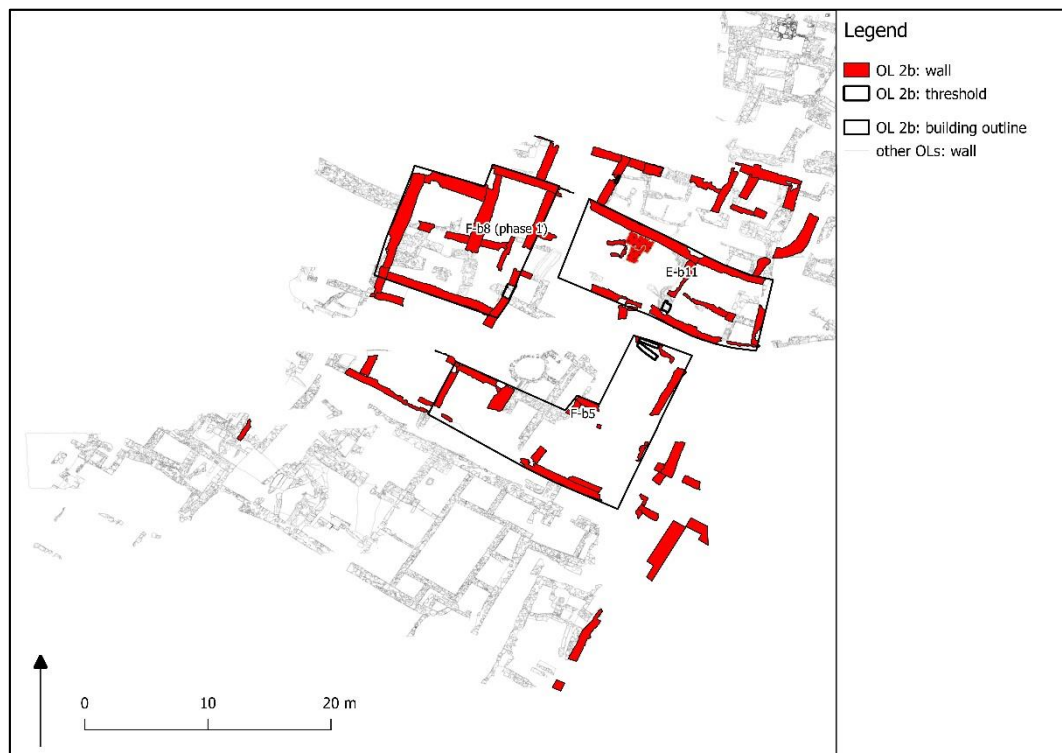 Legend
OL 2b: wall
OL 2b: threshold
OL 2b: building outline
other OLs: wall
F-b8 (phase 1)
E-b11
F-b5
0 10 20 m